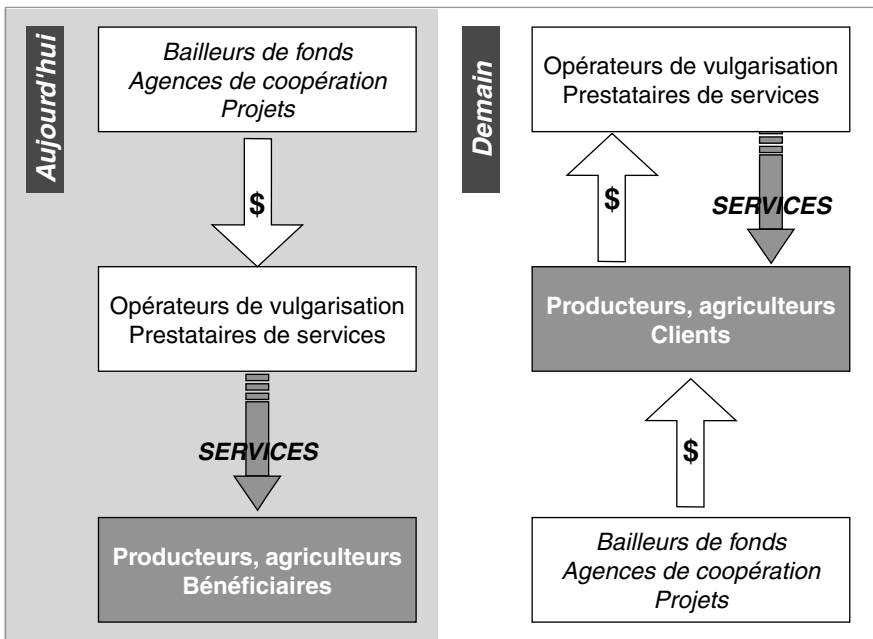 Aujourd'hui
Bailleurs de fonds
Agences de coopération
Projets
$
Opérateurs de vulgarisation
Prestataires de services
SERVICES
Producteurs, agriculteurs
Bénéficiaires
Demain
Opérateurs de vulgarisation
Prestataires de services
$
SERVICES
Producteurs, agriculteurs
Clients
$
Bailleurs de fonds
Agences de coopération
Projets